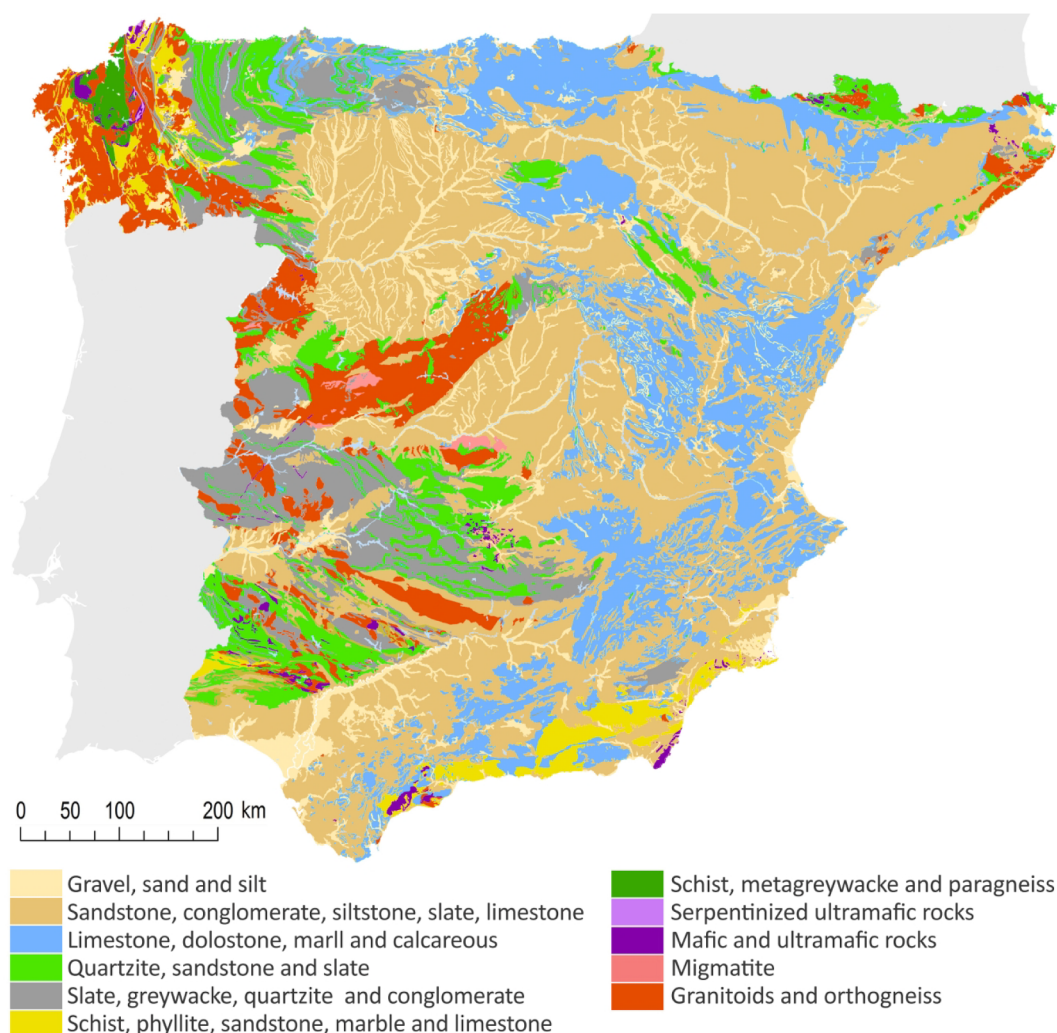 0 50 100 200 km
Gravel, sand and silt
Sandstone, conglomerate, siltstone, slate, limestone
Limestone, dolostone, marll and calcareous
Quartzite, sandstone and slate
Slate, greywacke, quartzite and conglomerate
Schist, phyllite, sandstone, marble and limestone
Schist, metagreywacke and paragneiss
Serpentinized ultramafic rocks
Mafic and ultramafic rocks
Migmatite
Granitoids and orthogneiss